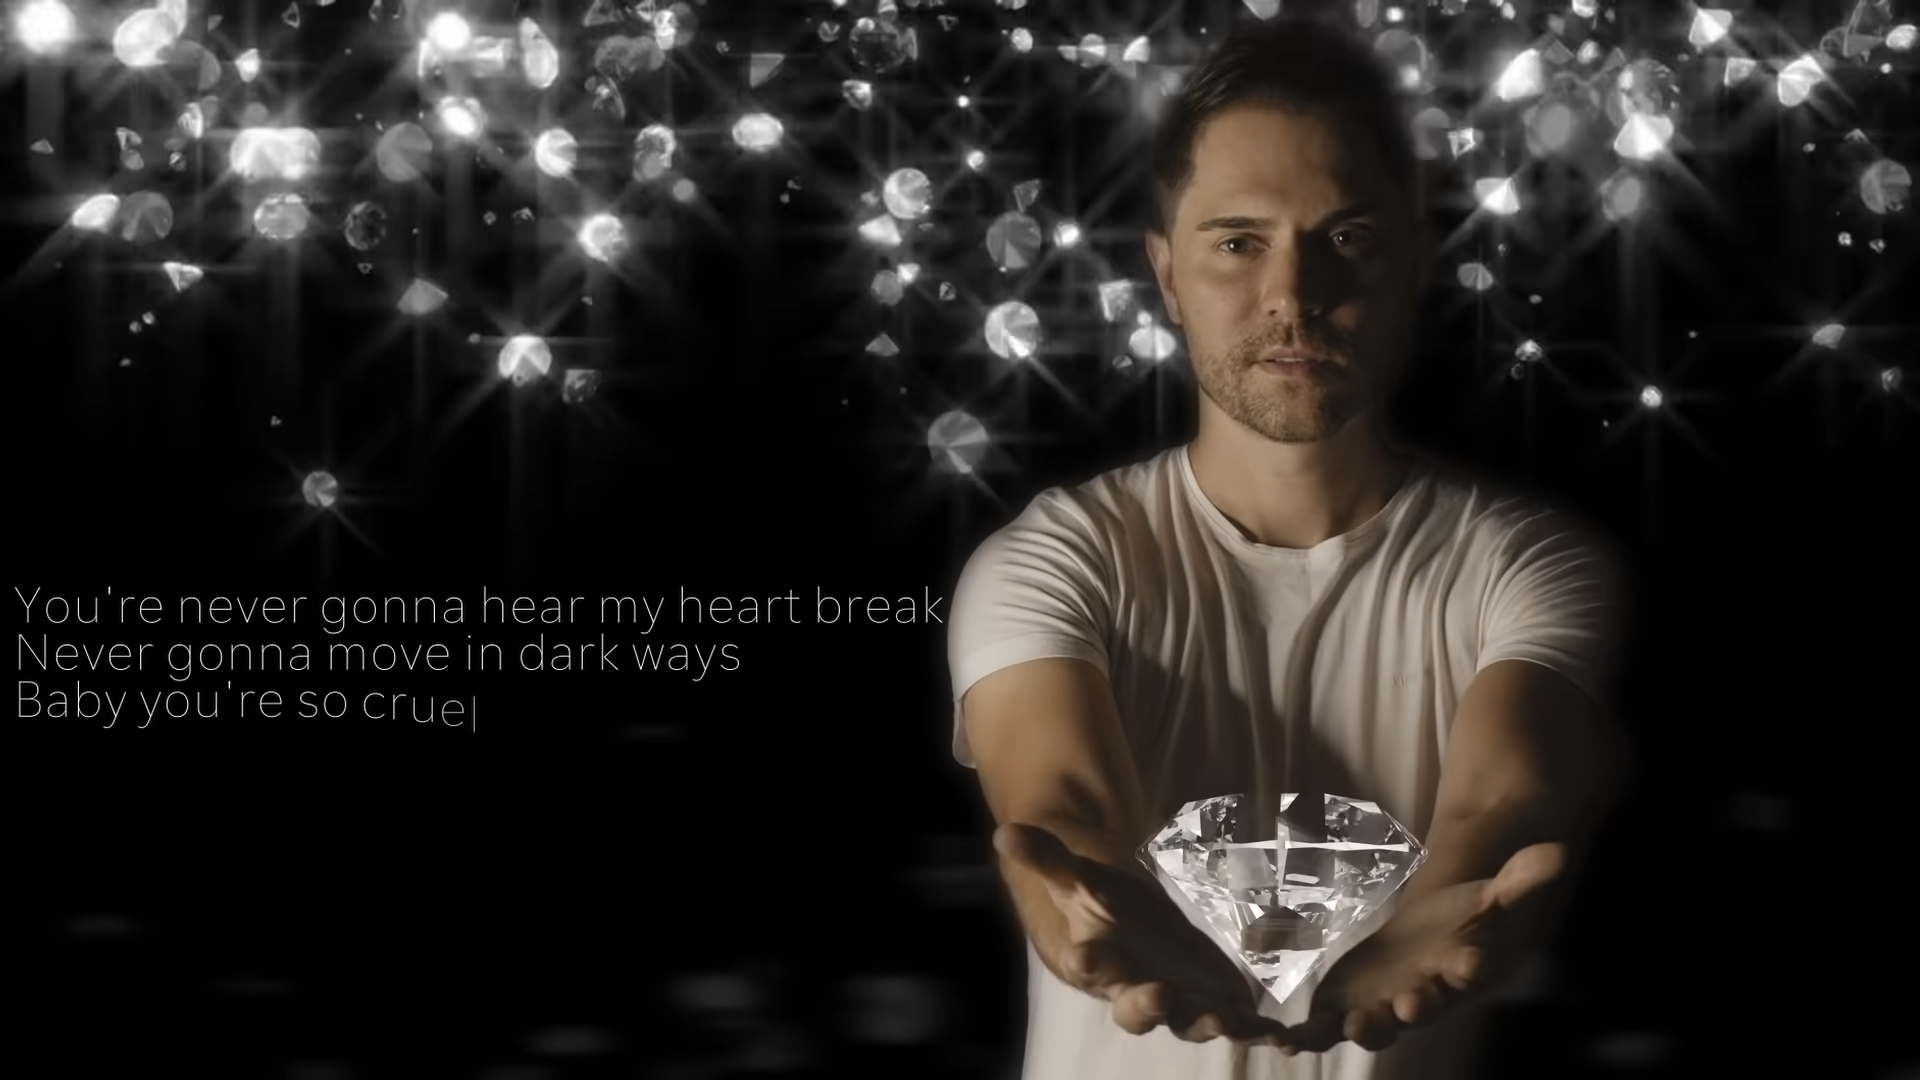 You're never gonna hear my heart break
Never gonna move in dark ways
Baby you're so cruel